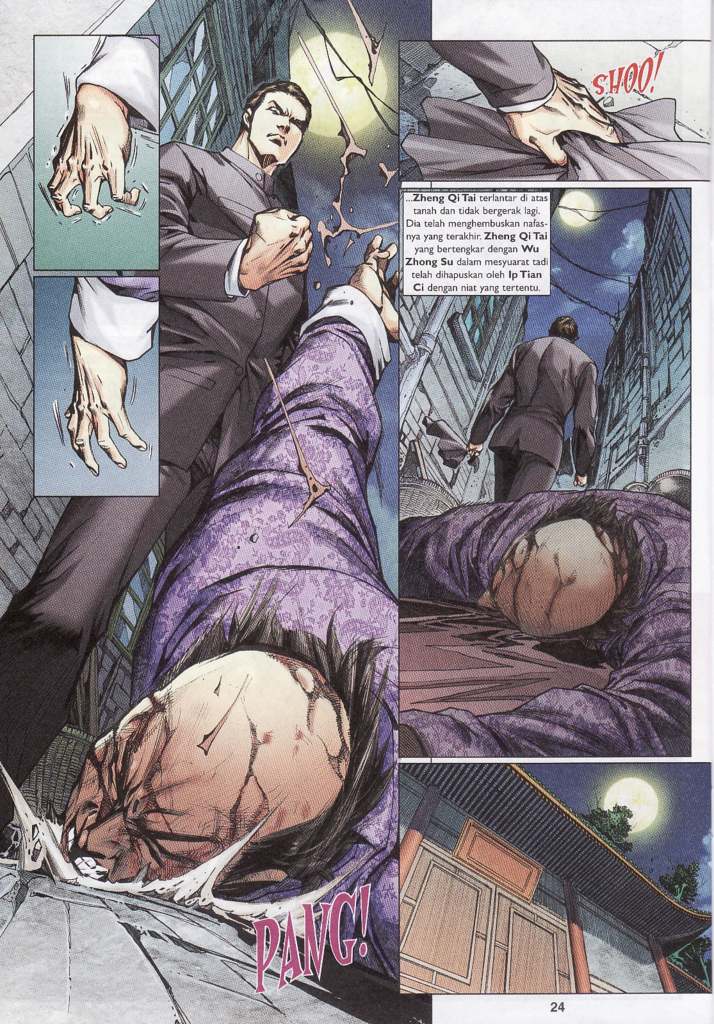 SHOO!
...Zheng Qi Tai terlantar di atas
tanah dan tidak bergerak lagi.
Dia telah menghembuskan nafas-
nya yang terakhir. Zheng Qi Tai
yang bertengkar dengan Wu
Zhong Su dalam mesyuarat tadi
telah dihapuskan oleh Ip Tian
Ci dengan niat yang tertentu.
PANG!
24